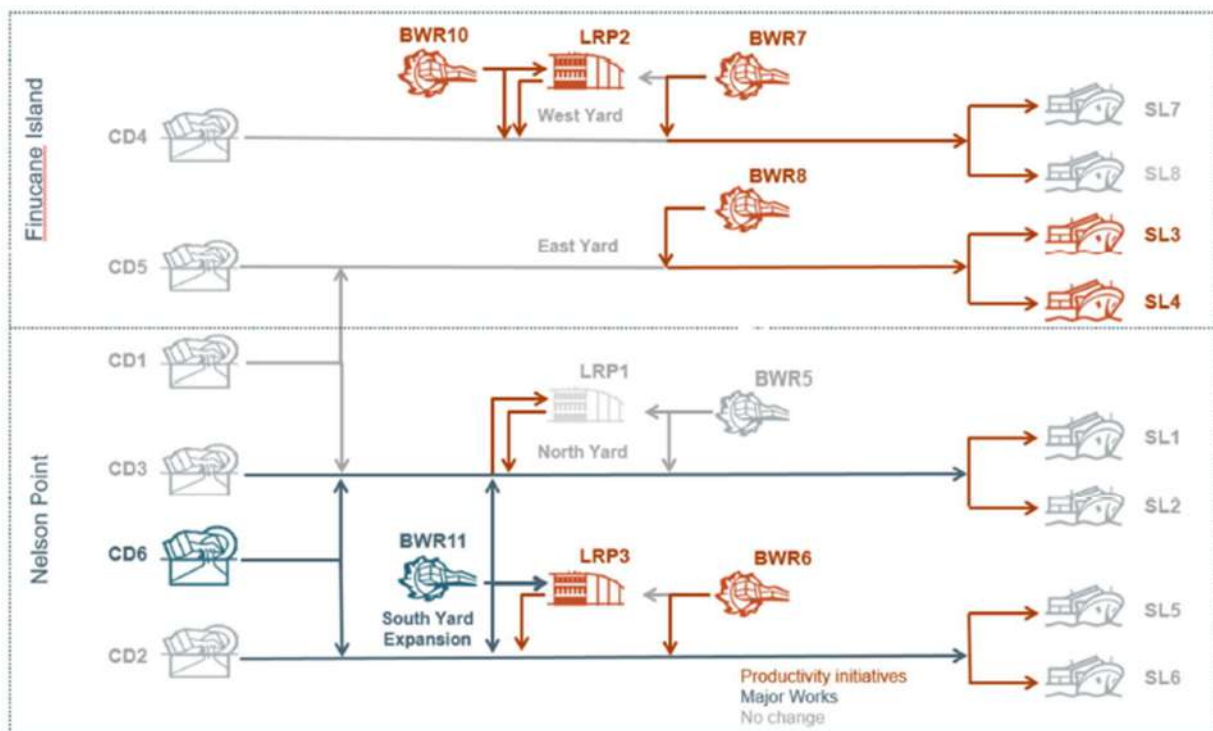 Finucane Island
BWR10
LRP2
BWR7
West Yard
CD4
SL7
SL8
BWR8
CD5
East Yard
SL3
SL4
Nelson Point
CD1
LRP1
BWR5
CD3
North Yard
SL1
SL2
CD6
BWR11
LRP3
BWR6
South Yard
Expansion
CD2
SL5
SL6
Productivity initiatives
Major Works
No change